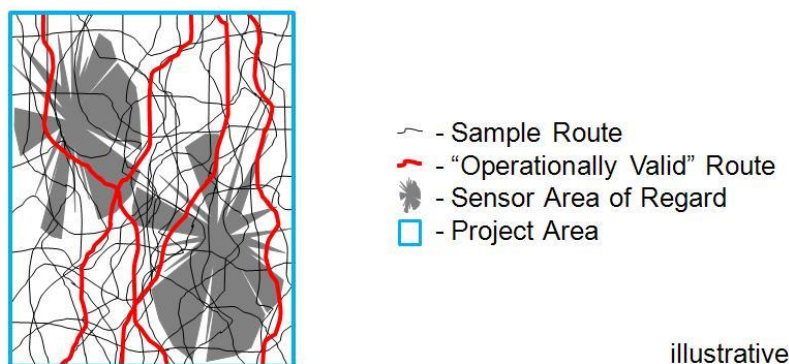 - Sample Route
- “Operationally Valid” Route
- Sensor Area of Regard
- Project Area
illustrative